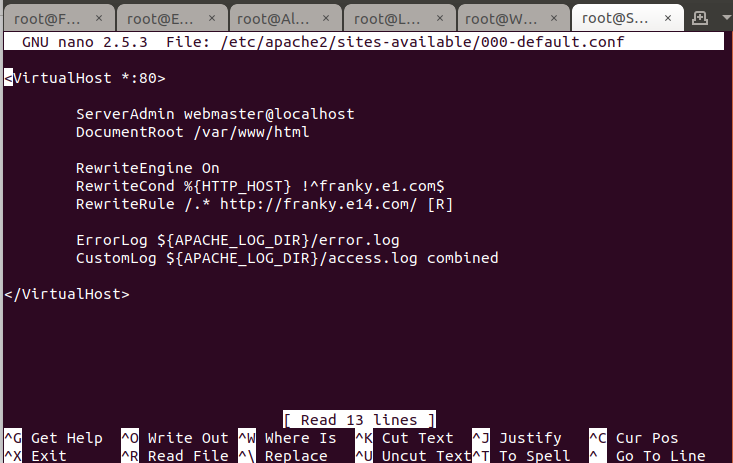 root@F... × root@E... × root@Al... × root@L... × root@W... × root@S... ×
GNU nano 2.5.3 File: /etc/apache2/sites-available/000-default.conf
<VirtualHost *:80>
ServerAdmin webmaster@localhost
DocumentRoot /var/www/html
RewriteEngine On
RewriteCond %{HTTP_HOST} !^franky.e1.com$
RewriteRule /.* http://franky.e14.com/ [R]
ErrorLog ${APACHE_LOG_DIR}/error.log
CustomLog ${APACHE_LOG_DIR}/access.log combined
</VirtualHost>
[ Read 13 lines ]
^G Get Help ^O Write Out ^W Where Is ^K Cut Text ^J Justify ^C Cur Pos
^X Exit ^R Read File ^\ Replace ^U Uncut Text ^T To Spell ^_ Go To Line